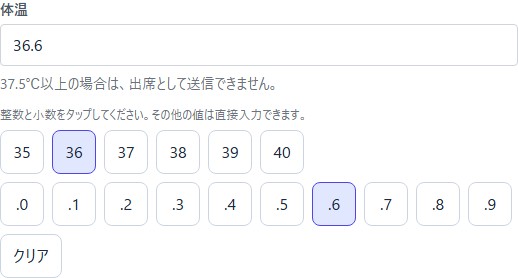 体温
36.6
37.5℃以上の場合は、出席として送信できません。
整数と小数をタップしてください。その他の値は直接入力できます。
35 36 37 38 39 40
.0 .1 .2 .3 .4 .5 .6 .7 .8 .9
クリア